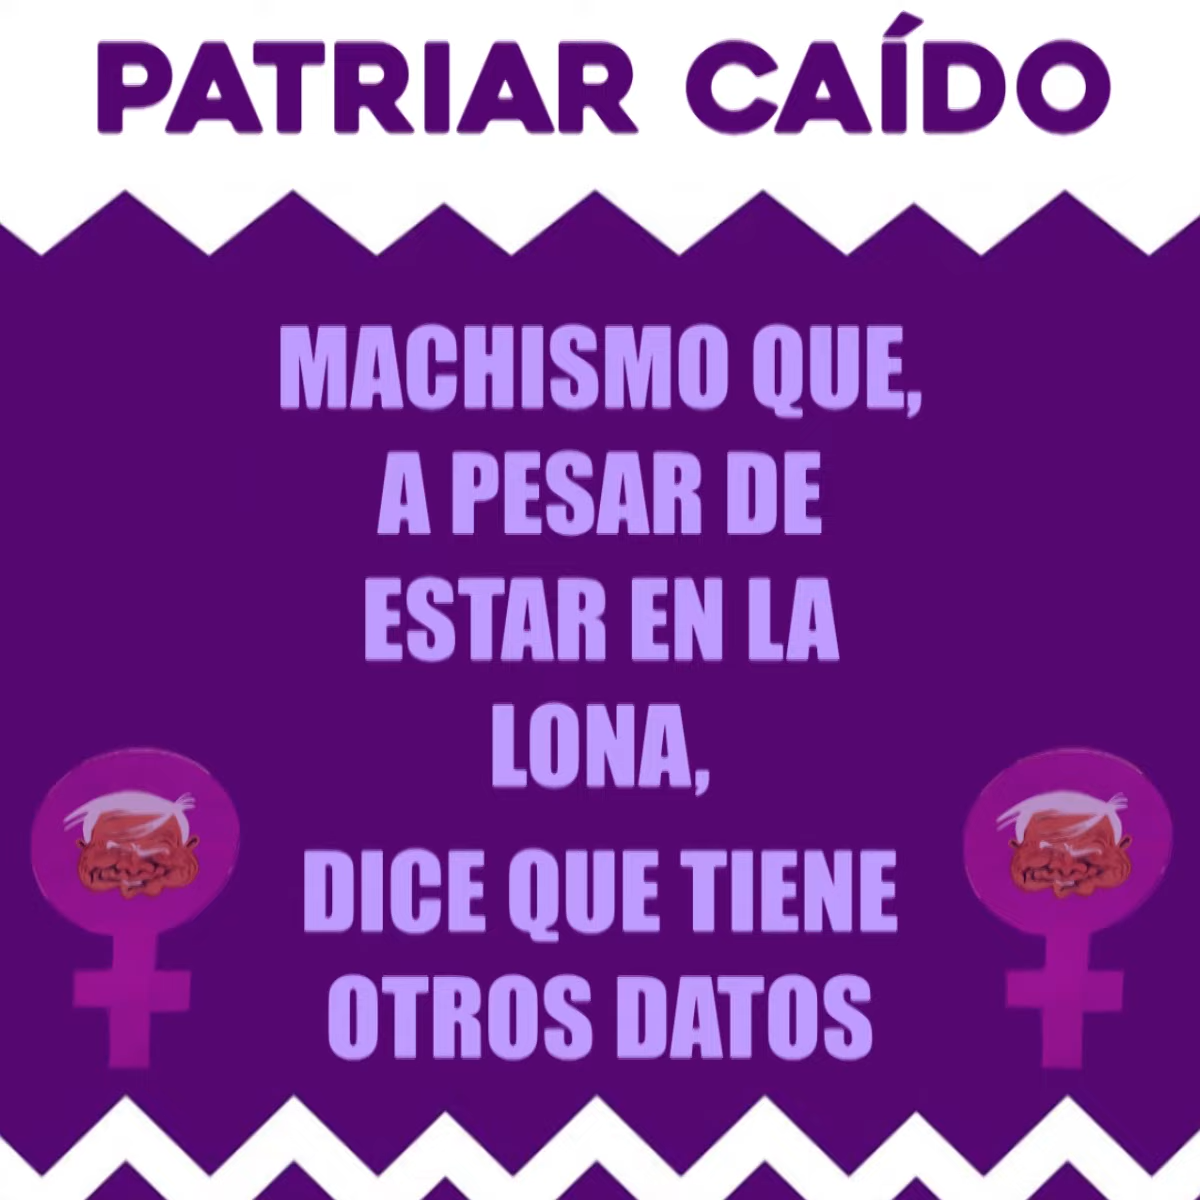 PATRIAR CAÍDO
MACHISMO QUE,
A PESAR DE
ESTAR EN LA
LONA,
DICE QUE TIENE
OTROS DATOS